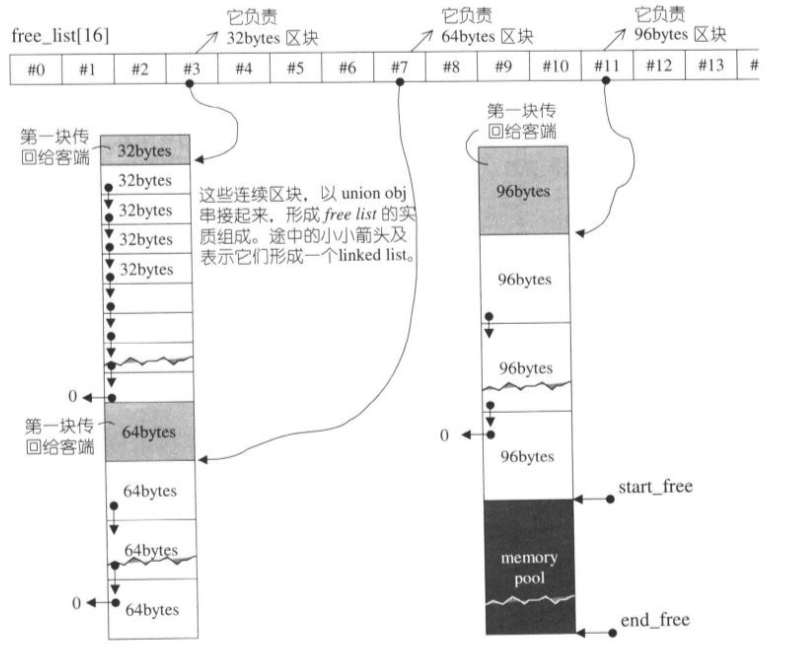 free_list[16]
它负责
32bytes 区块
它负责
64bytes 区块
它负责
96bytes 区块
#0 #1 #2 #3 #4 #5 #6 #7 #8 #9 #10 #11 #12 #13 #
第一块传
回给客端
32bytes
32bytes
32bytes
32bytes
32bytes
这些连续区块，以 union obj
串接起来，形成 free list 的实
质组成。途中的小小箭头及
表示它们形成一个linked list。
0
第一块传
回给客端
64bytes
64bytes
64bytes
0
64bytes
第一块传
回给客端
96bytes
96bytes
96bytes
0
96bytes
start_free
memory
pool
end_free